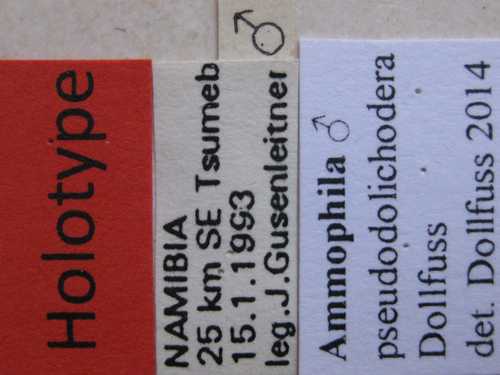 ♂
Holotype
NAMIBIA
25 km SE Tsumeb
15.1.1993
leg.J.Gusenleitner
Ammophila ♂
pseudodolichodera
Dollfuss
det. Dollfuss 2014